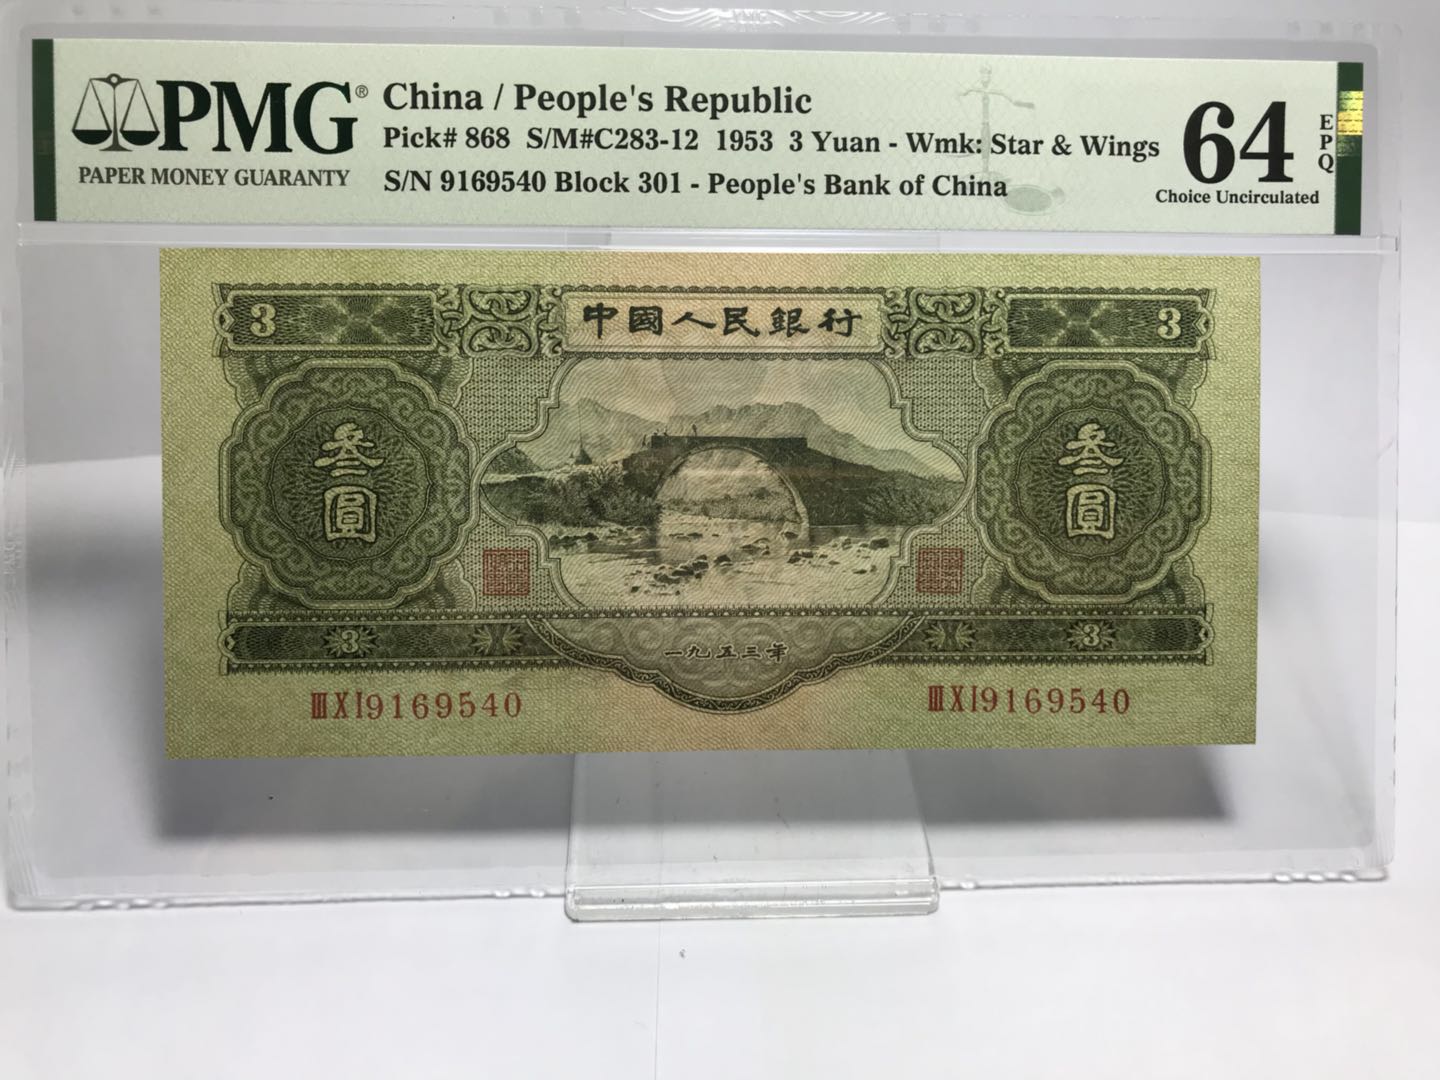 PMG®
PAPER MONEY GUARANTY
China / People's Republic
Pick# 868 S/M#C283-12 1953 3 Yuan - Wmk: Star & Wings
S/N 9169540 Block 301 - People's Bank of China
64
EPQ
Choice Uncirculated
3 中國人民銀行 3
叁圓 叁圓
3 一九五三年 3
ⅢⅩⅠ9169540 ⅢⅩⅠ9169540